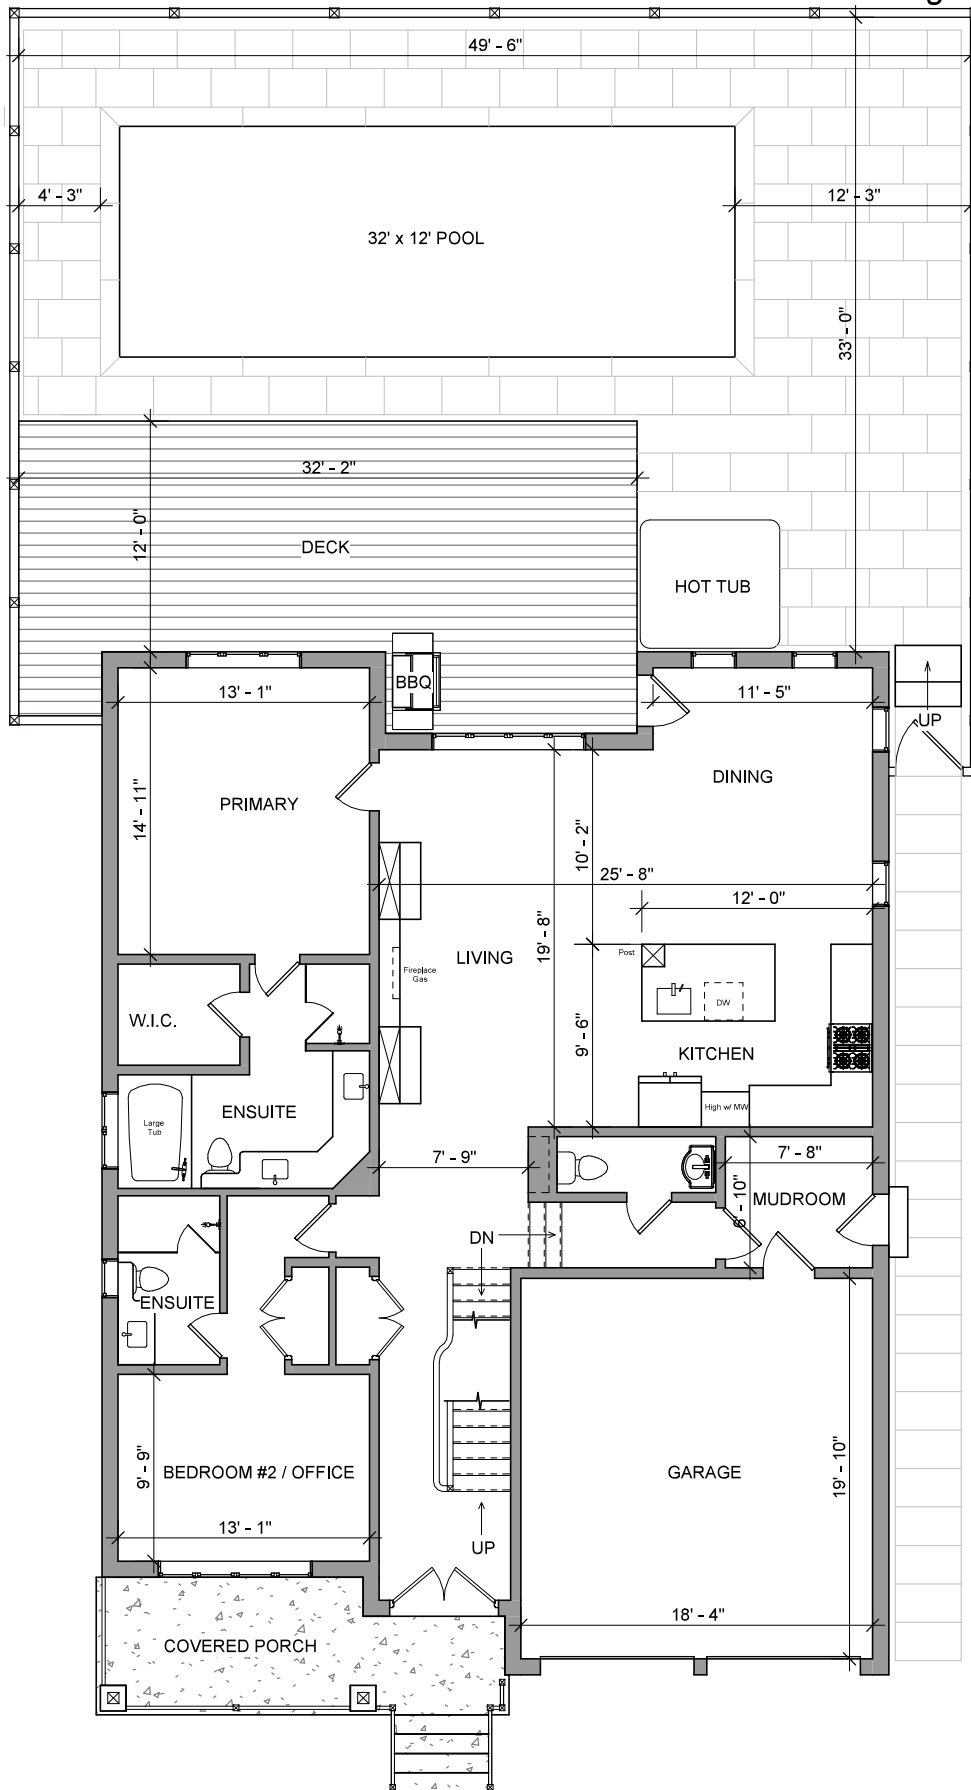 49' - 6"
4' - 3"
12' - 3"
32' x 12' POOL
33' - 0"
32' - 2"
12' - 0"
DECK
HOT TUB
BBQ
13' - 1"
11' - 5"
UP
DINING
PRIMARY
14' - 11"
10' - 2"
25' - 8"
12' - 0"
19' - 8"
Post
LIVING
Fireplace
Gas
DW
W.I.C.
9' - 6"
KITCHEN
High w/ MW
ENSUITE
Large
Tub
7' - 9"
7' - 8"
MUDROOM
6' - 10"
DN
ENSUITE
BEDROOM #2 / OFFICE
9' - 9"
GARAGE
19' - 10"
13' - 1"
UP
18' - 4"
COVERED PORCH